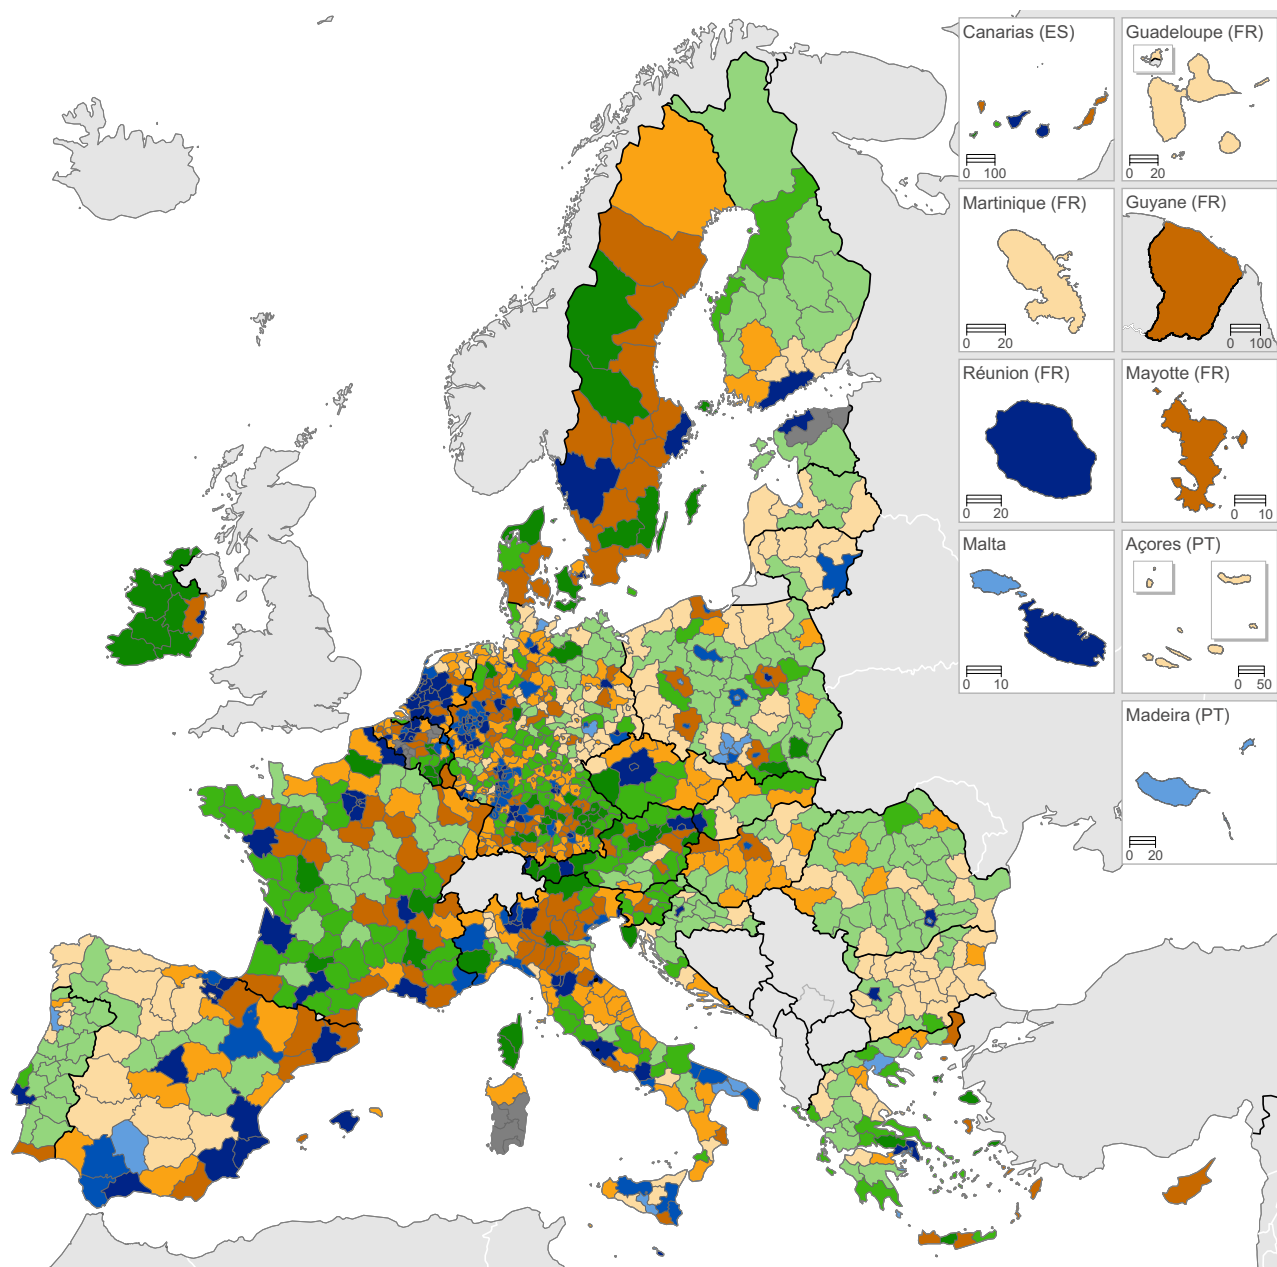 Canarias (ES)
0 100
Guadeloupe (FR)
0 20
Martinique (FR)
0 20
Guyane (FR)
0 100
Réunion (FR)
0 20
Mayotte (FR)
0 10
Malta
0 10
Açores (PT)
0 50
Madeira (PT)
0 20